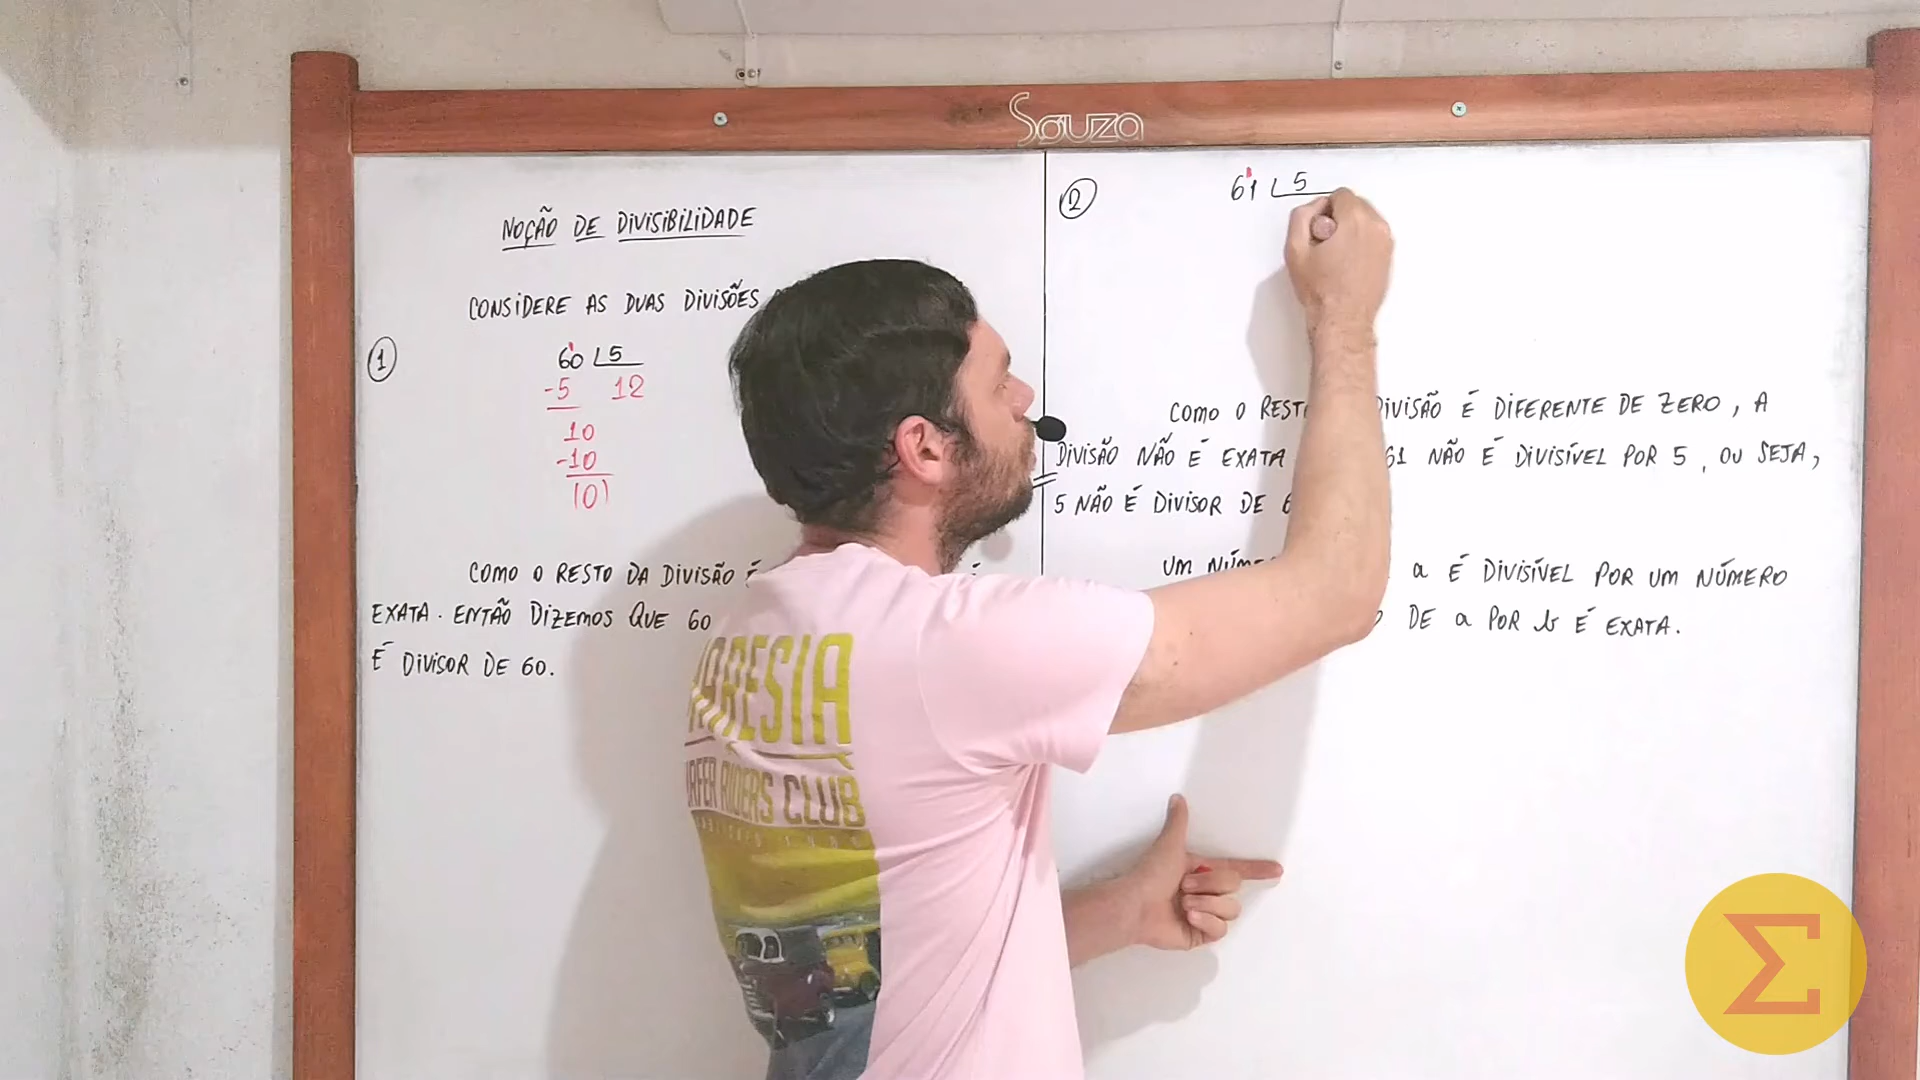 Souza
NOÇÃO DE DIVISIBILIDADE
CONSIDERE AS DUAS DIVISÕES
1
60 5
-5 12
10
-10
0
COMO O RESTO DA DIVISÃO É
EXATA. ENTÃO DIZEMOS QUE 60
É DIVISOR DE 60.
2
61 5
COMO O DIVISÃO É DIFERENTE DE ZERO, A
DIVISÃO NÃO É EXATA 61 NÃO É DIVISÍVEL POR 5, OU SEJA,
5 NÃO É DIVISOR DE
UM a É DIVISÍVEL POR UM NÚMERO
DE a POR b É EXATA.
RIDERS CLUB
Σ